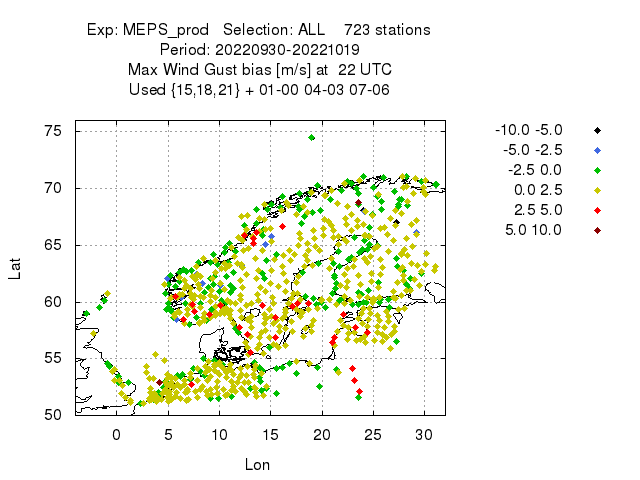 Exp: MEPS_prod   Selection: ALL    723 stations
Period: 20220930-20221019
Max Wind Gust bias [m/s] at  22 UTC
Used {15,18,21} + 01-00 04-03 07-06
-10.0 -5.0
-5.0 -2.5
-2.5 0.0
0.0 2.5
2.5 5.0
5.0 10.0
75
70
65
60
55
50
Lat
0 5 10 15 20 25 30
Lon